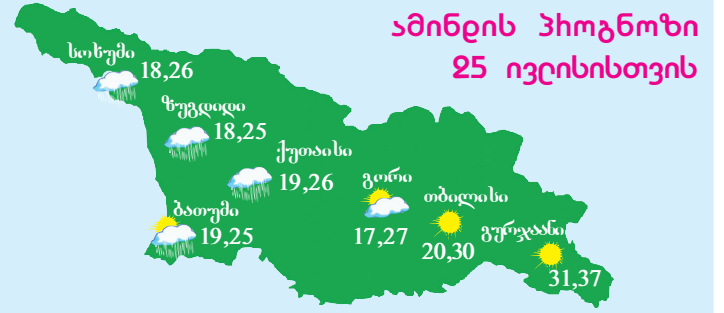 ამინდის პროგნოზი
25 ივლისისთვის
სოხუმი
18,26
ზუგდიდი
18,25
ქუთაისი
19,26
გორი
17,27
თბილისი
20,30
ბათუმი
19,25
გურჯაანი
31,37